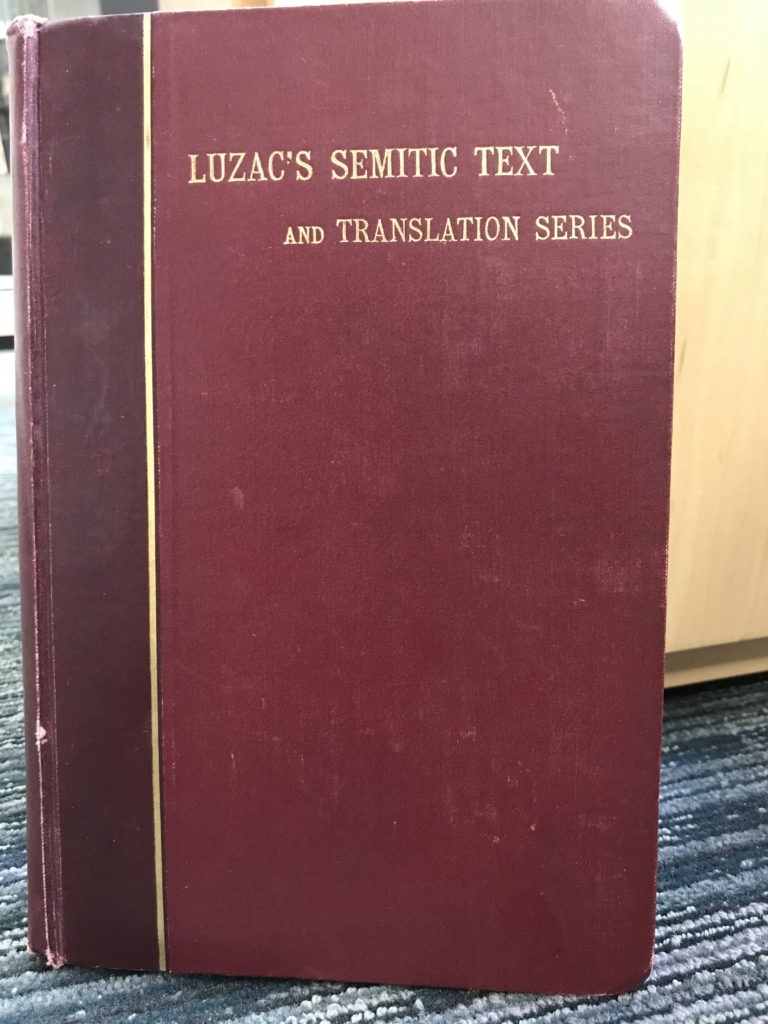 LUZAC'S SEMITIC TEXT
AND TRANSLATION SERIES